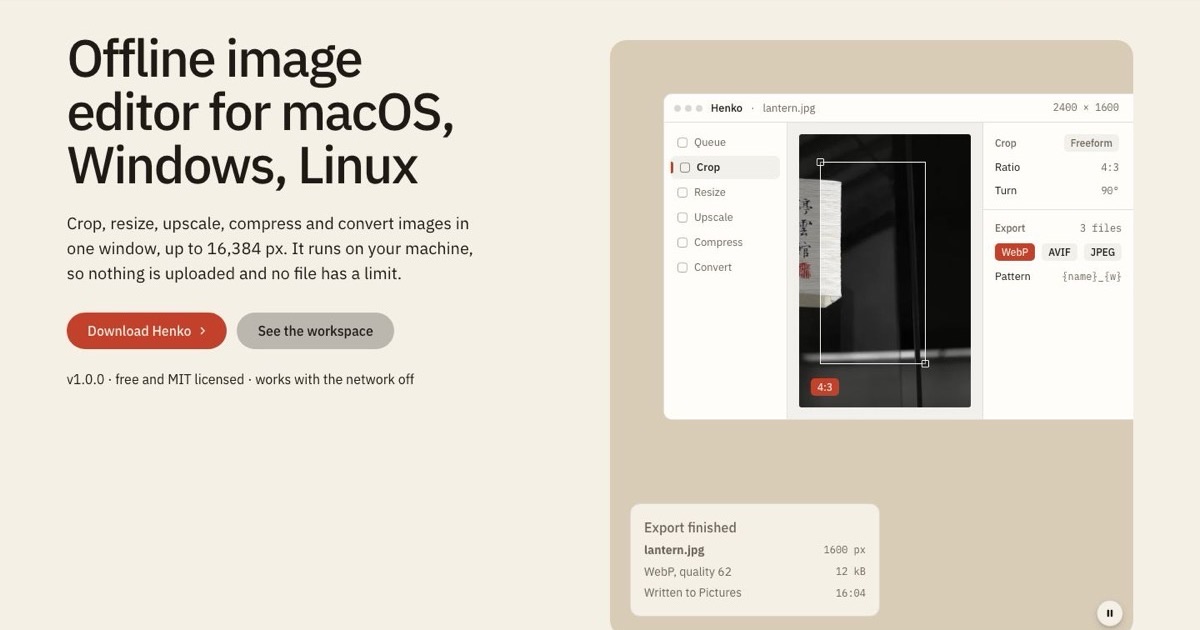 Offline image
editor for macOS,
Windows, Linux
Crop, resize, upscale, compress and convert images in
one window, up to 16,384 px. It runs on your machine,
so nothing is uploaded and no file has a limit.
Download Henko ›
See the workspace
v1.0.0 · free and MIT licensed · works with the network off
Henko · lantern.jpg
2400 × 1600
Queue
Crop
Resize
Upscale
Compress
Convert
4:3
Crop Freeform
Ratio 4:3
Turn 90°
Export 3 files
WebP AVIF JPEG
Pattern {name}_{w}
Export finished
lantern.jpg 1600 px
WebP, quality 62 12 kB
Written to Pictures 16:04